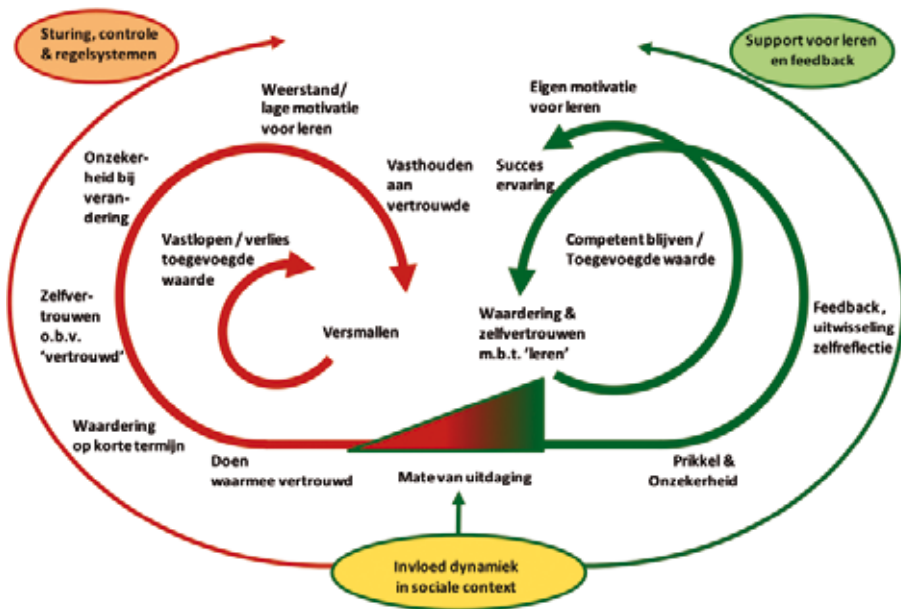 Sturing, controle
& regelsystemen
Support voor leren
en feedback
Weerstand/
lage motivatie
voor leren
Eigen motivatie
voor leren
Onzeker-
heid bij
veran-
dering
Vasthouden
aan
vertrouwde
Succes
ervaring
Vastlopen / verlies
toegevoegde
waarde
Competent blijven /
Toegevoegde waarde
Zelfver-
trouwen
o.b.v.
‘vertrouwd’
Versmallen
Waardering &
zelfvertrouwen
m.b.t. ‘leren’
Feedback,
uitwisseling
zelfreflectie
Waardering
op korte termijn
Doen
waarmee vertrouwd
Mate van uitdaging
Prikkel &
Onzekerheid
Invloed dynamiek
in sociale context